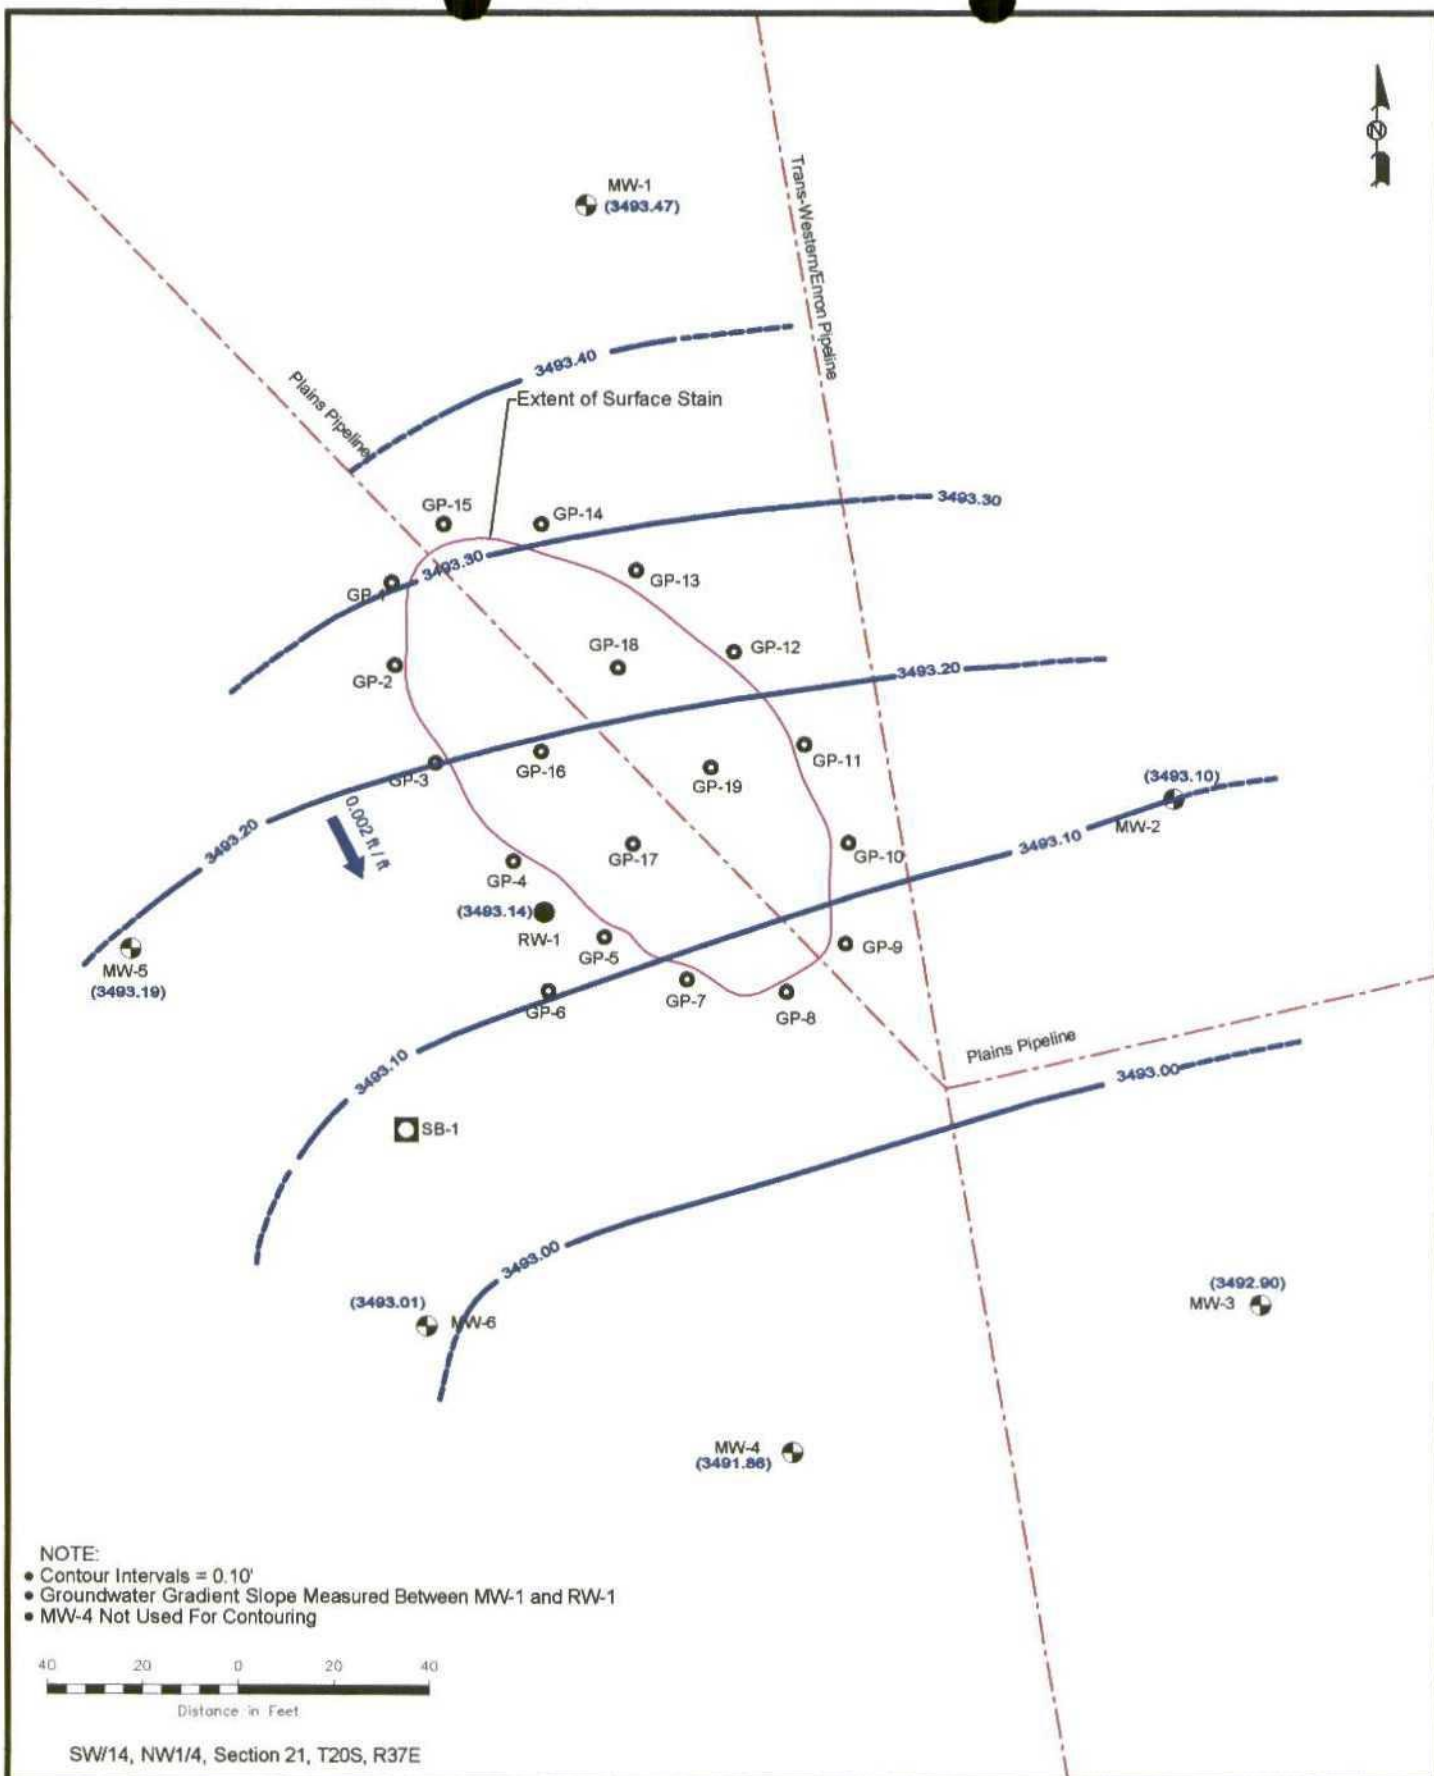 MW-1
(3493.47)
Trans-Western/Enron Pipeline
3493.40
Plains Pipeline
Extent of Surface Stain
GP-15
GP-14
3493.30
3493.30
GP-13
GP-18
GP-12
GP-2
3493.20
GP-3
GP-16
GP-11
GP-19
(3493.10)
MW-2
0.002 ft / ft
3493.20
3493.10
GP-17
GP-10
GP-4
(3493.14)
RW-1
GP-5
GP-9
MW-5
(3493.19)
GP-6
GP-7
GP-8
Plains Pipeline
3493.10
3493.00
SB-1
3493.00
(3493.01)
MW-6
(3492.90)
MW-3
MW-4
(3491.86)
NOTE:
• Contour Intervals = 0.10'
• Groundwater Gradient Slope Measured Between MW-1 and RW-1
• MW-4 Not Used For Contouring
40 20 0 20 40
Distance in Feet
SW/14, NW1/4, Section 21, T20S, R37E